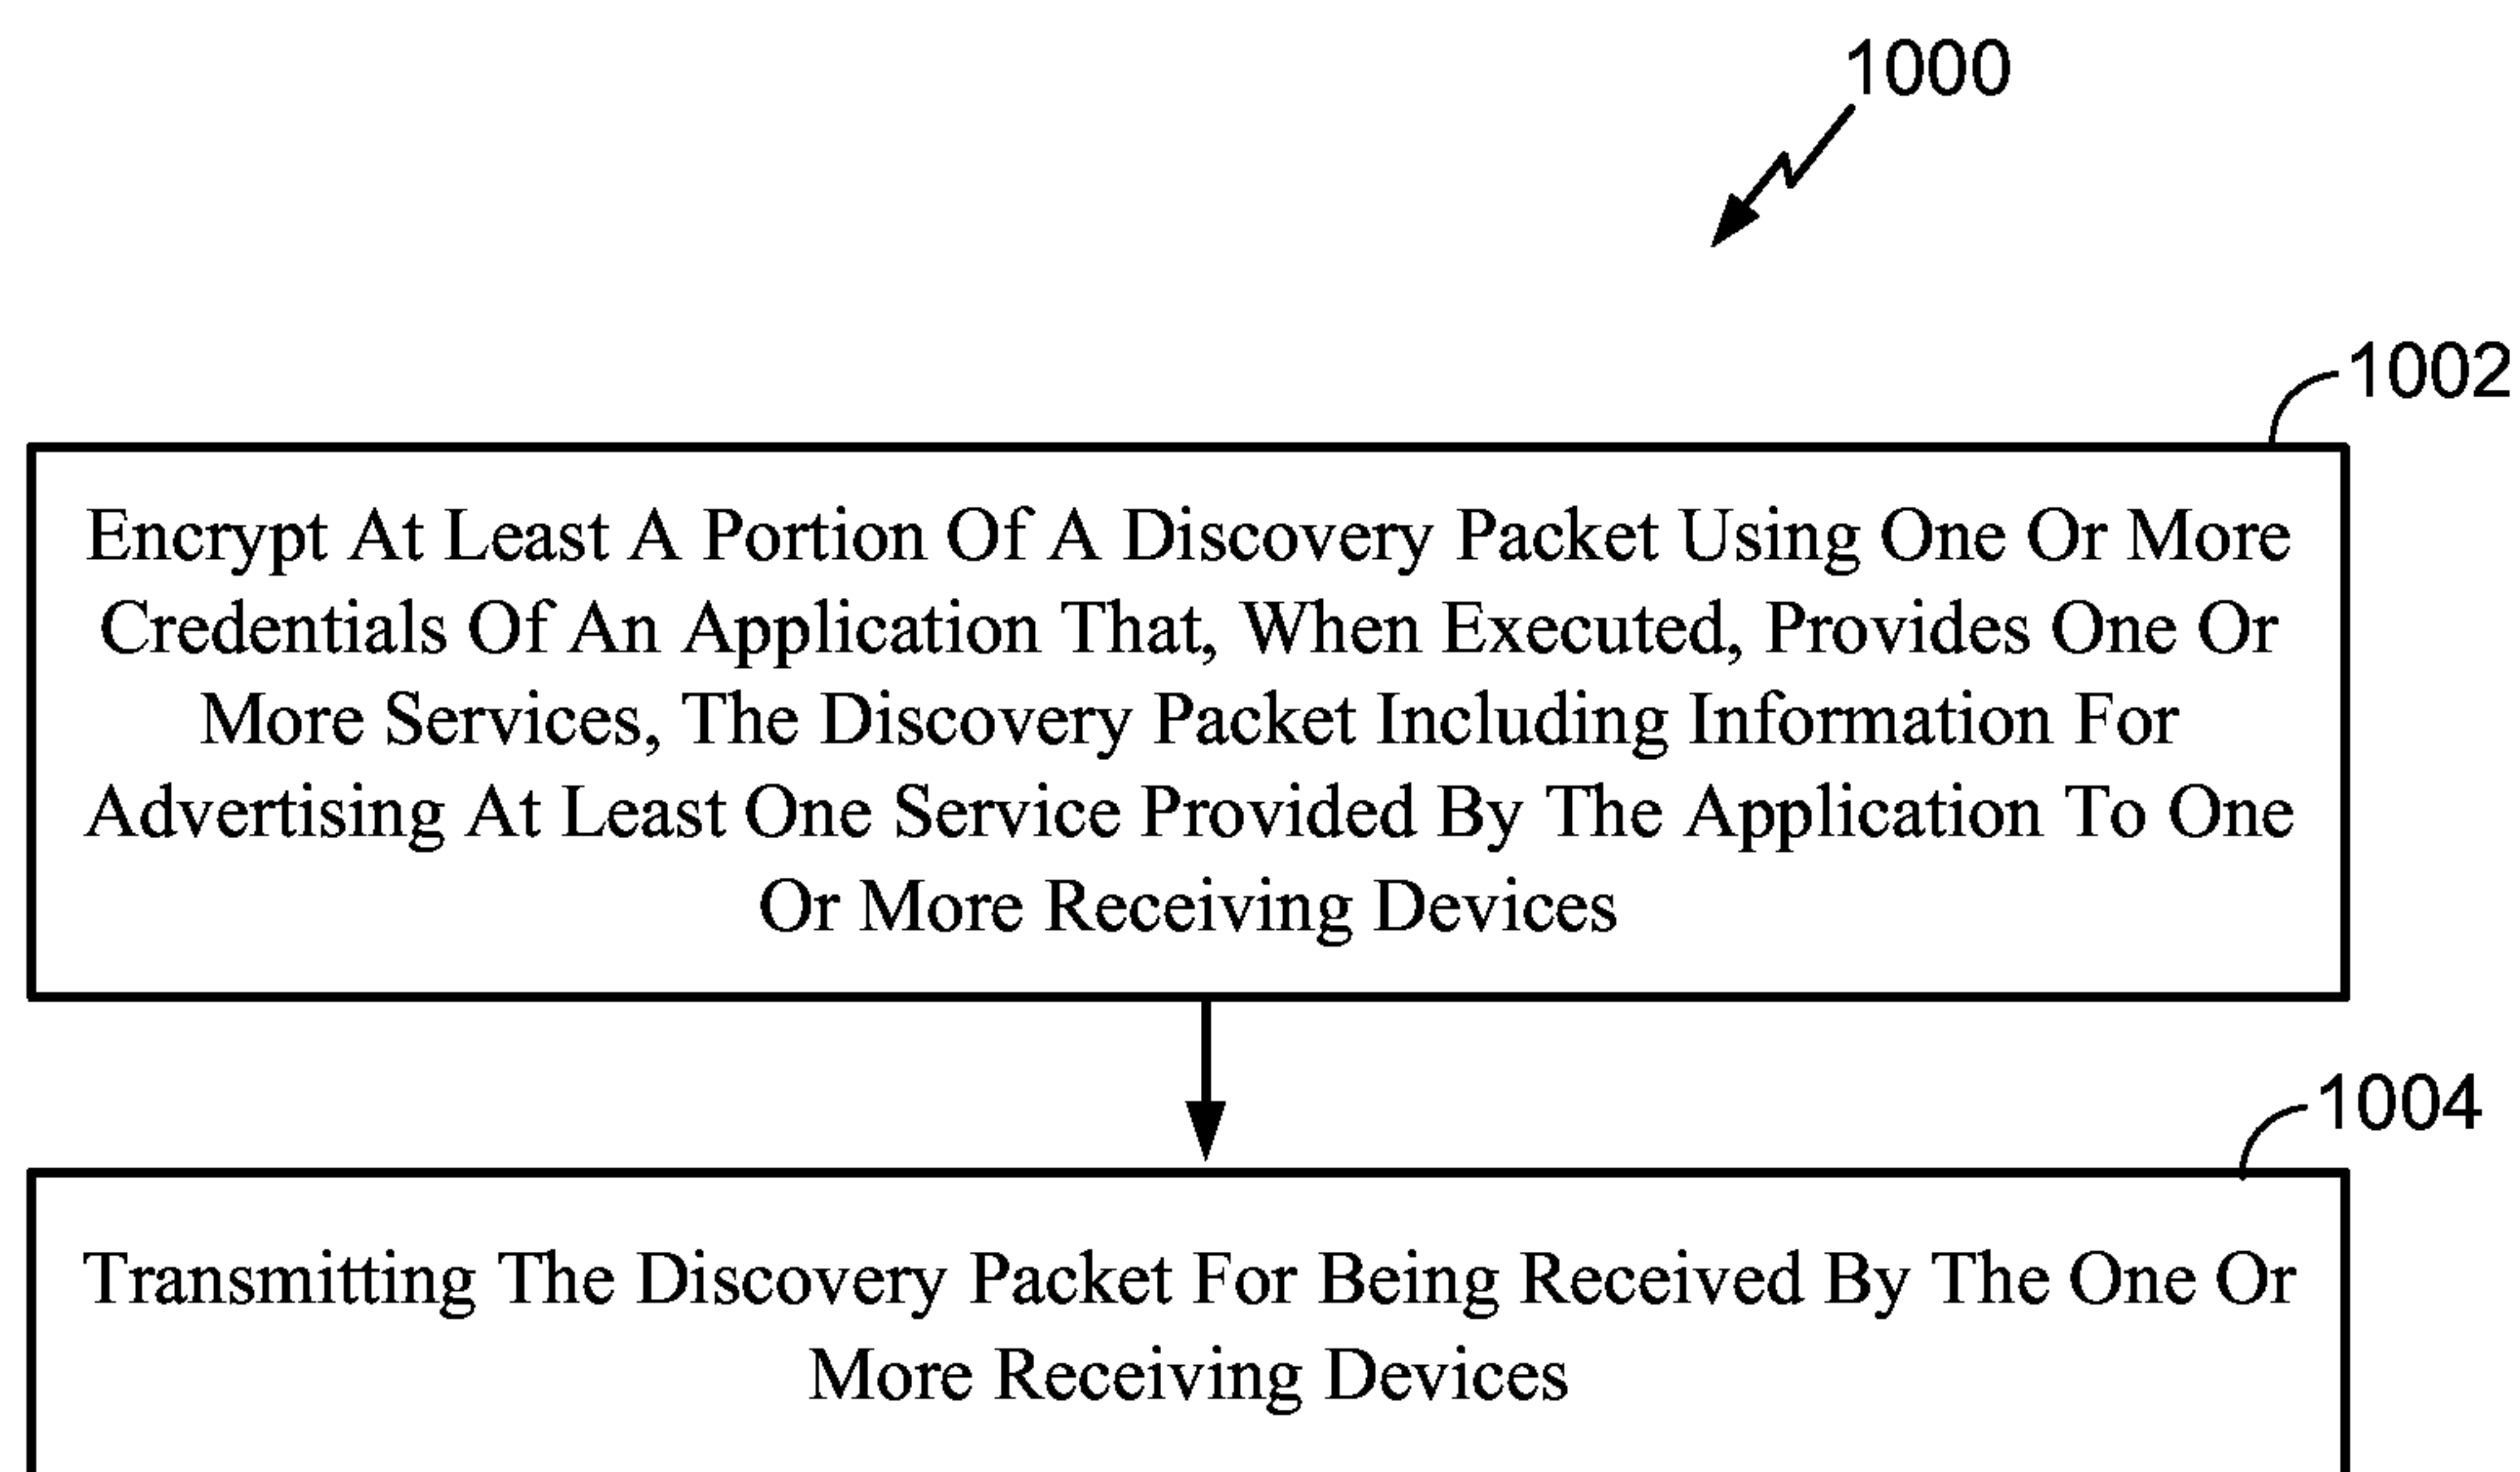 1000
1002
Encrypt At Least A Portion Of A Discovery Packet Using One Or More
Credentials Of An Application That, When Executed, Provides One Or
More Services, The Discovery Packet Including Information For
Advertising At Least One Service Provided By The Application To One
Or More Receiving Devices
1004
Transmitting The Discovery Packet For Being Received By The One Or
More Receiving Devices